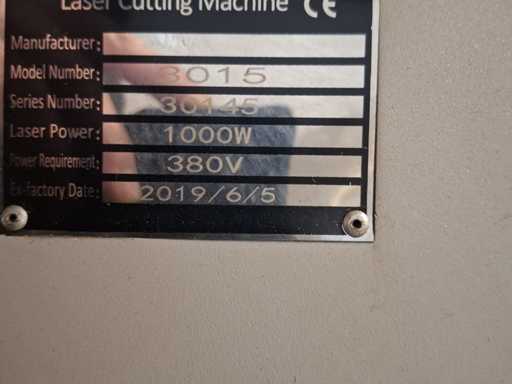 Laser Cutting Machine CE
Manufacturer:
Model Number: 3015
Series Number: 30145
Laser Power: 1000W
Power Requirement: 380V
Ex-factory Date: 2019/6/5